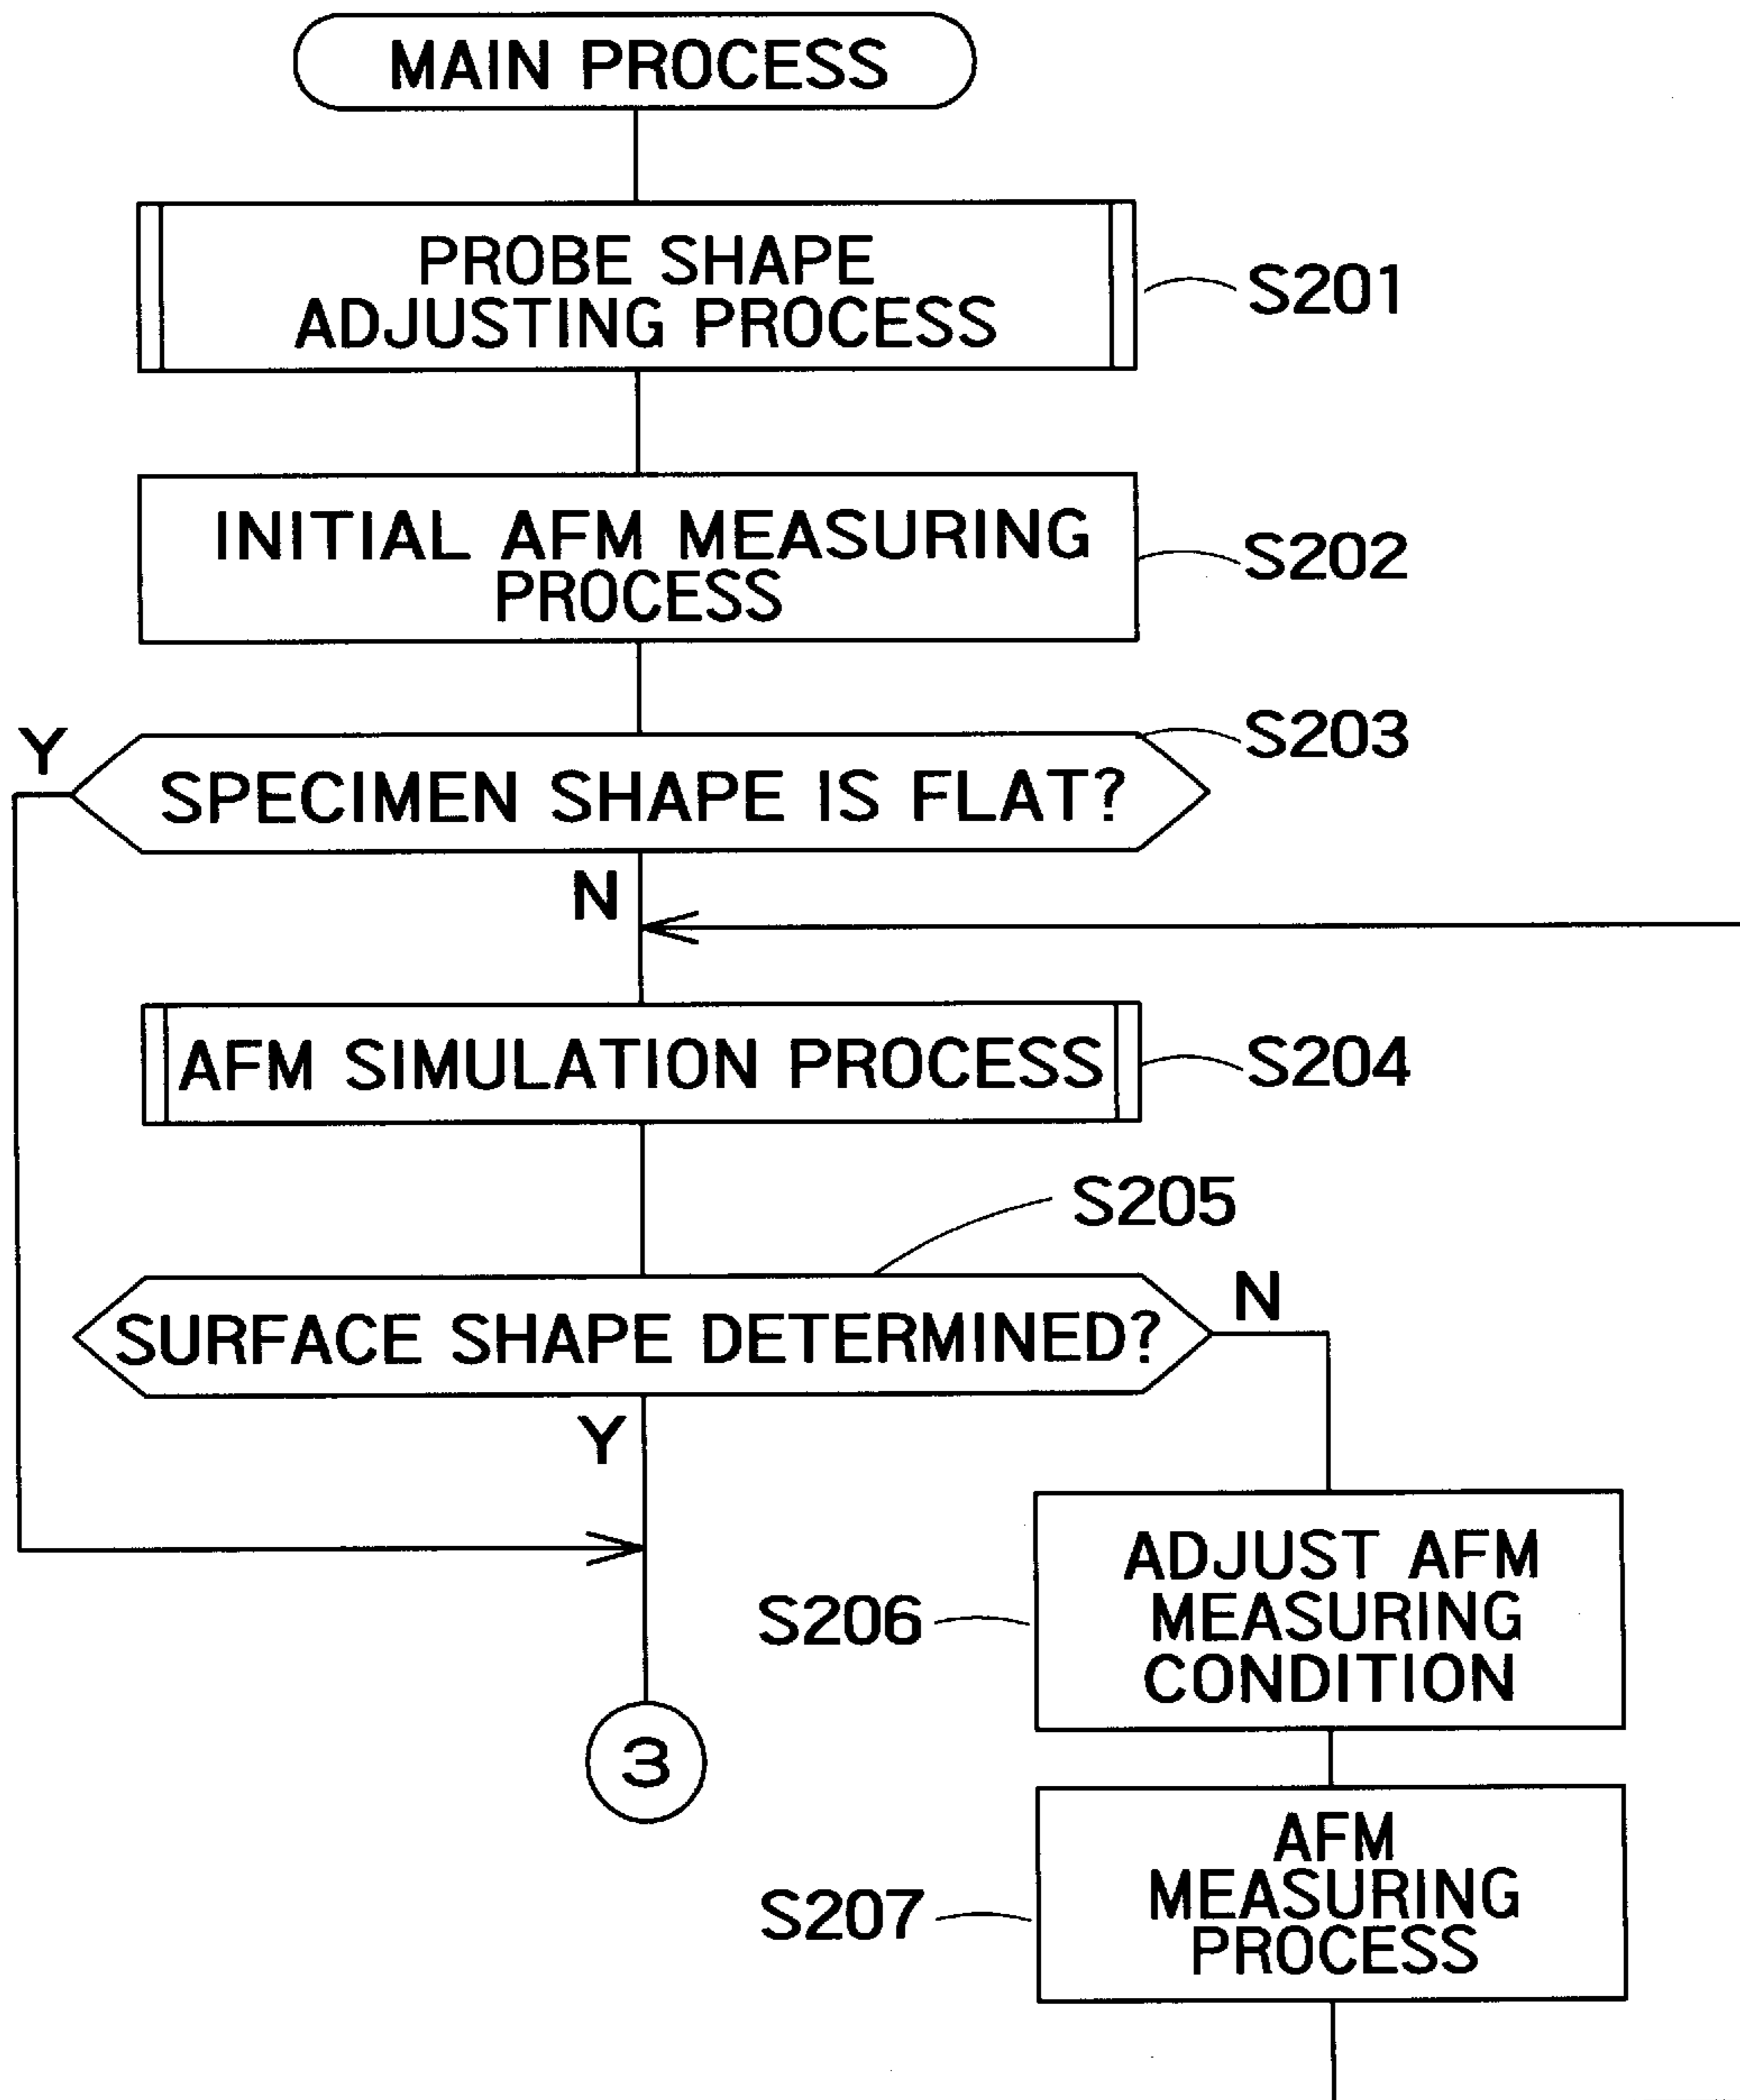 MAIN PROCESS
PROBE SHAPE
ADJUSTING PROCESS
S201
INITIAL AFM MEASURING
PROCESS
S202
S203
Y
SPECIMEN SHAPE IS FLAT?
N
AFM SIMULATION PROCESS
S204
S205
SURFACE SHAPE DETERMINED?
N
Y
ADJUST AFM
MEASURING
CONDITION
S206
3
AFM
MEASURING
PROCESS
S207